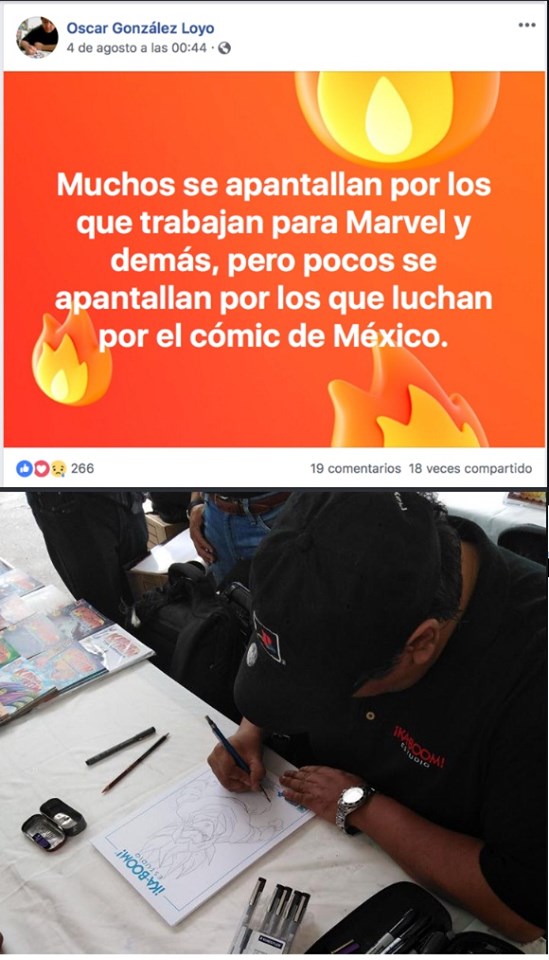 Oscar González Loyo
4 de agosto a las 00:44 ·
Muchos se apantallan por los
que trabajan para Marvel y
demás, pero pocos se
apantallan por los que luchan
por el cómic de México.
266
19 comentarios 18 veces compartido
¡KA-BOOM!
ESTUDIO
¡KA-BOOM!
ESTUDIO
STAEDTLER